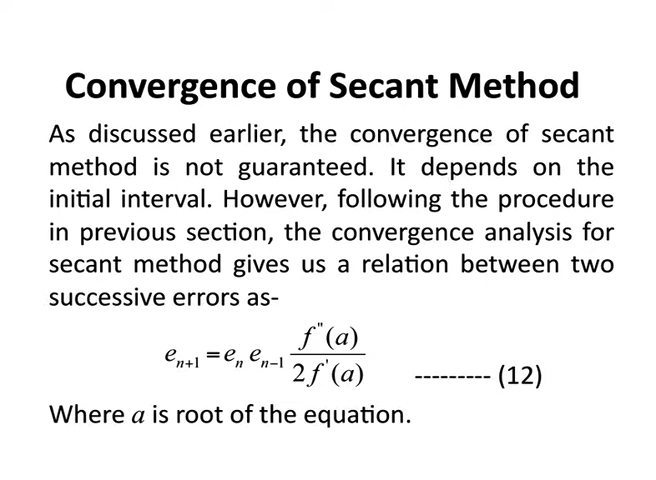 Convergence of Secant Method
As discussed earlier, the convergence of secant
method is not guaranteed. It depends on the
initial interval. However, following the procedure
in previous section, the convergence analysis for
secant method gives us a relation between two
successive errors as-
e_{n+1} = e_n e_{n-1} \frac{f^{"}(a)}{2f^{'}(a)} --------- (12)
Where a is root of the equation.